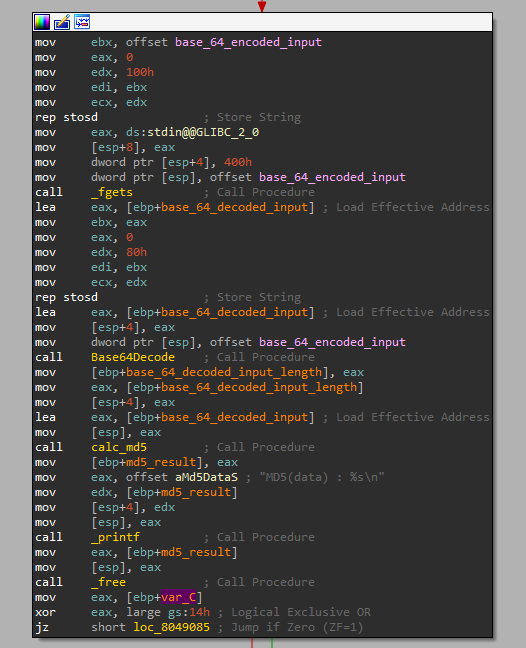 mov ebx, offset base_64_encoded_input
mov eax, 0
mov edx, 100h
mov edi, ebx
mov ecx, edx
rep stosd ; Store String
mov eax, ds:stdin@@GLIBC_2_0
mov [esp+8], eax
mov dword ptr [esp+4], 400h
mov dword ptr [esp], offset base_64_encoded_input
call _fgets ; Call Procedure
lea eax, [ebp+base_64_decoded_input] ; Load Effective Address
mov ebx, eax
mov eax, 0
mov edx, 80h
mov edi, ebx
mov ecx, edx
rep stosd ; Store String
lea eax, [ebp+base_64_decoded_input] ; Load Effective Address
mov [esp+4], eax
mov dword ptr [esp], offset base_64_encoded_input
call Base64Decode ; Call Procedure
mov [ebp+base_64_decoded_input_length], eax
mov eax, [ebp+base_64_decoded_input_length]
mov [esp+4], eax
lea eax, [ebp+base_64_decoded_input] ; Load Effective Address
mov [esp], eax
call calc_md5 ; Call Procedure
mov [ebp+md5_result], eax
mov eax, offset aMd5DataS ; "MD5(data) : %s\n"
mov edx, [ebp+md5_result]
mov [esp+4], edx
mov [esp], eax
call _printf ; Call Procedure
mov eax, [ebp+md5_result]
mov [esp], eax
call _free ; Call Procedure
mov eax, [ebp+var_C]
xor eax, large gs:14h ; Logical Exclusive OR
jz short loc_8049085 ; Jump if Zero (ZF=1)